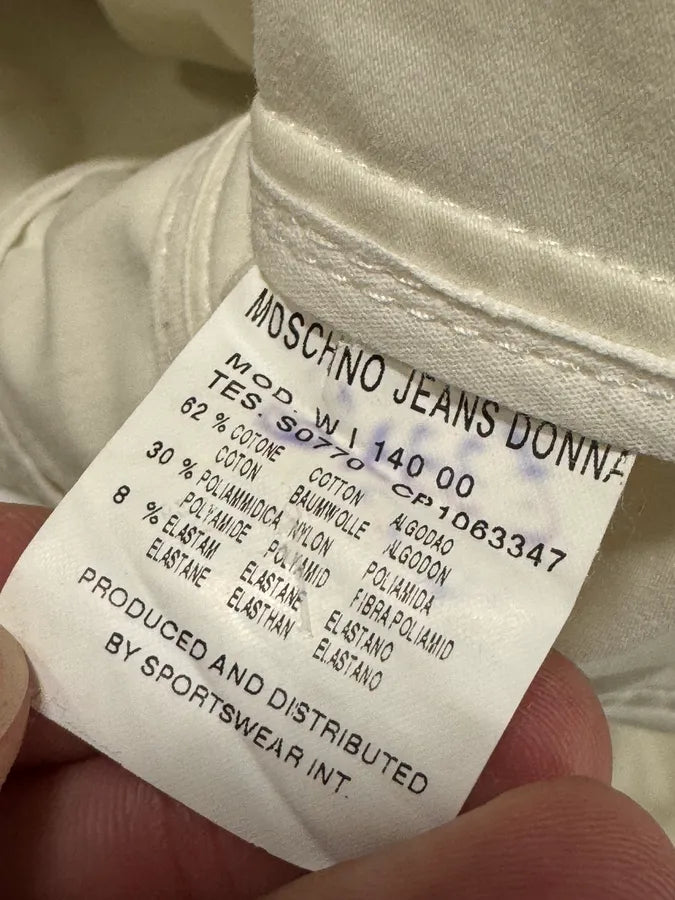 MOSCHNO JEANS DONNA
MOD. W I 140 00
TES. S0770 CP1063347
62 % COTONE COTTON ALGODAO
COTON BAUMWOLLE ALGODON
30 % POLIAMMIDICA NYLON POLIAMIDA
POLYAMIDE POLYAMID FIBRA POLIAMID
8 % ELASTAM ELASTANE ELASTANO
ELASTANE ELASTHAN ELASTANO
PRODUCED AND DISTRIBUTED
BY SPORTSWEAR INT.